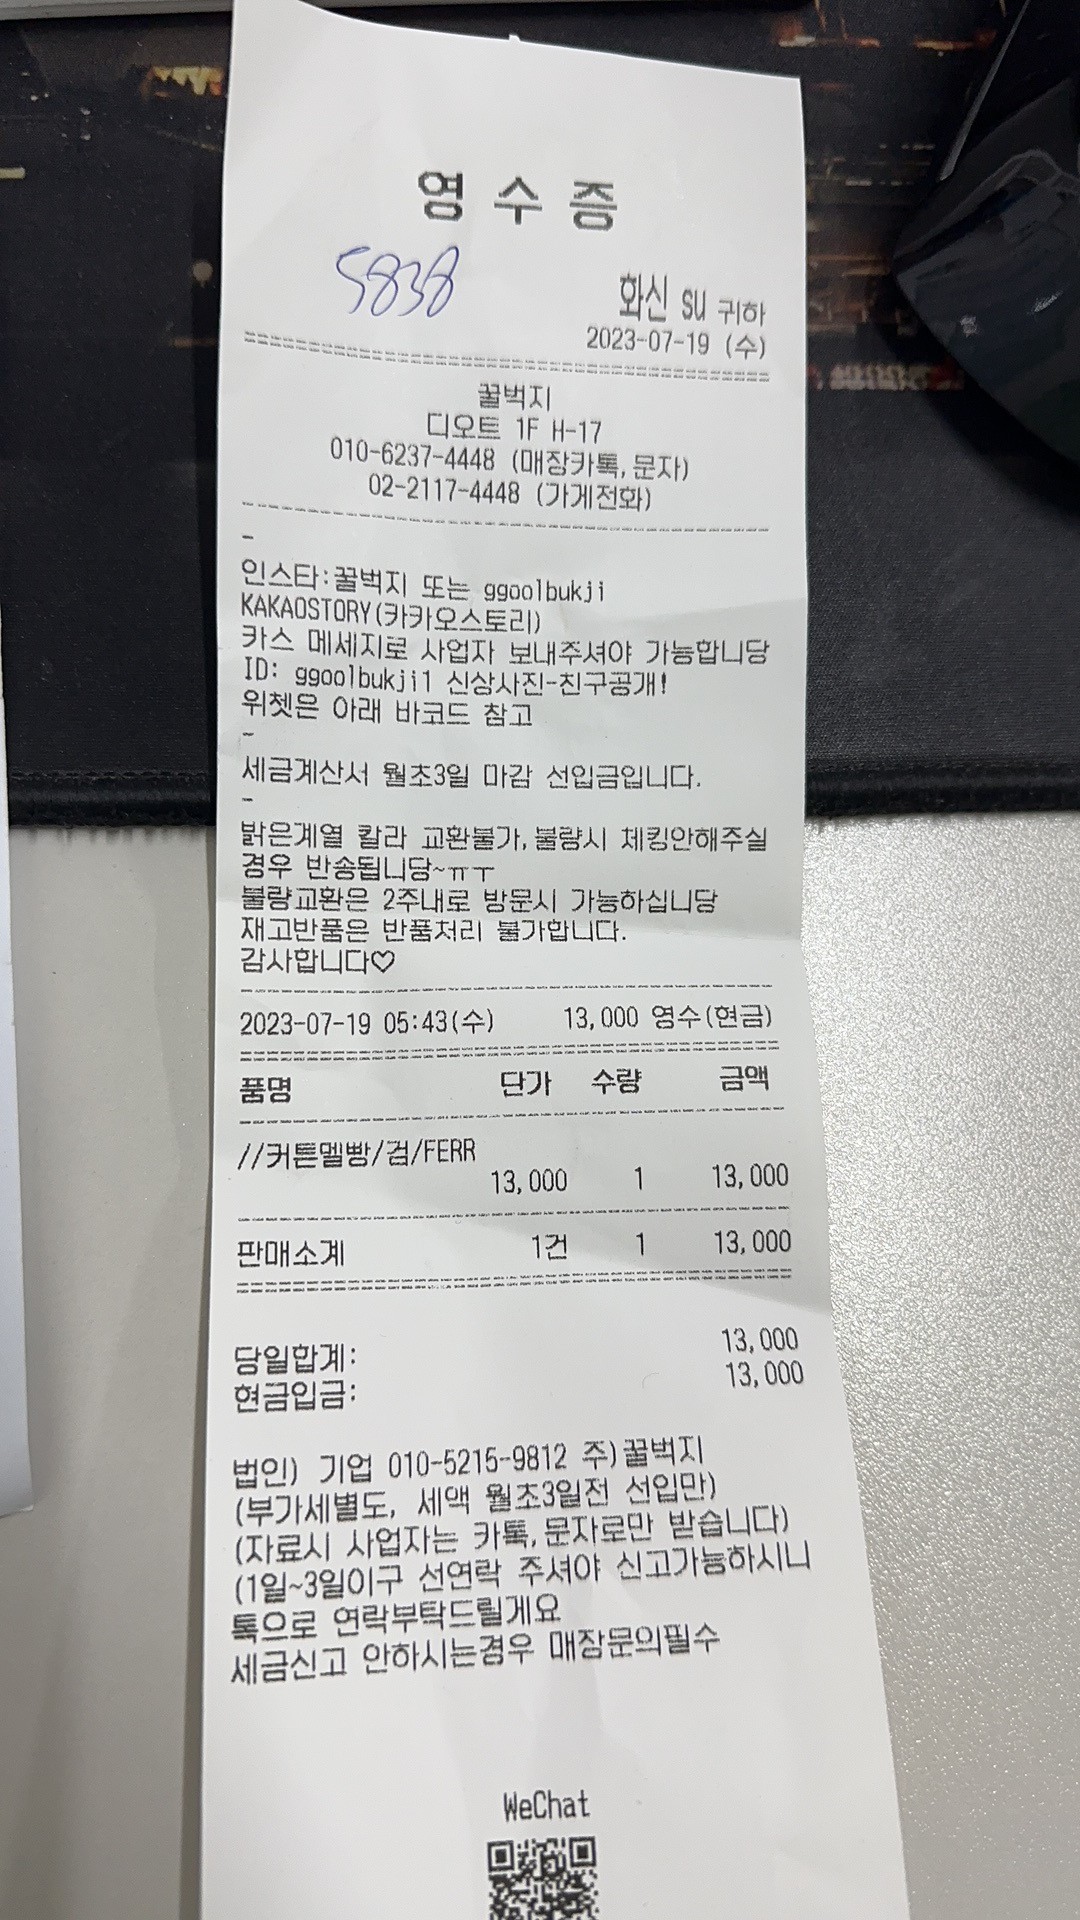 영 수 증
5838
화신 su 귀하
2023-07-19 (수)
꿀벅지
디오트 1F H-17
010-6237-4448 (매장카톡,문자)
02-2117-4448 (가게전화)
-
인스타:꿀벅지 또는 ggoolbukji
KAKAOSTORY(카카오스토리)
카스 메세지로 사업자 보내주셔야 가능합니당
ID: ggoolbukji1 신상사진-친구공개!
위쳇은 아래 바코드 참고
~
세금계산서 월초3일 마감 선입금입니다.
~
밝은계열 칼라 교환불가,불량시 체킹안해주실
경우 반송됩니당~ㅠㅜ
불량교환은 2주내로 방문시 가능하십니당
재고반품은 반품처리 불가합니다.
감사합니다♡
2023-07-19 05:43(수) 13,000 영수(현금)
품명 단가 수량 금액
//커튼멜빵/검/FERR
13,000 1 13,000
판매소계 1건 1 13,000
당일합계: 13,000
현금입금: 13,000
법인) 기업 010-5215-9812 주)꿀벅지
(부가세별도, 세액 월초3일전 선입만)
(자료시 사업자는 카톡,문자로만 받습니다)
(1일~3일이구 선연락 주셔야 신고가능하시니
톡으로 연락부탁드릴게요
세금신고 안하시는경우 매장문의필수
WeChat